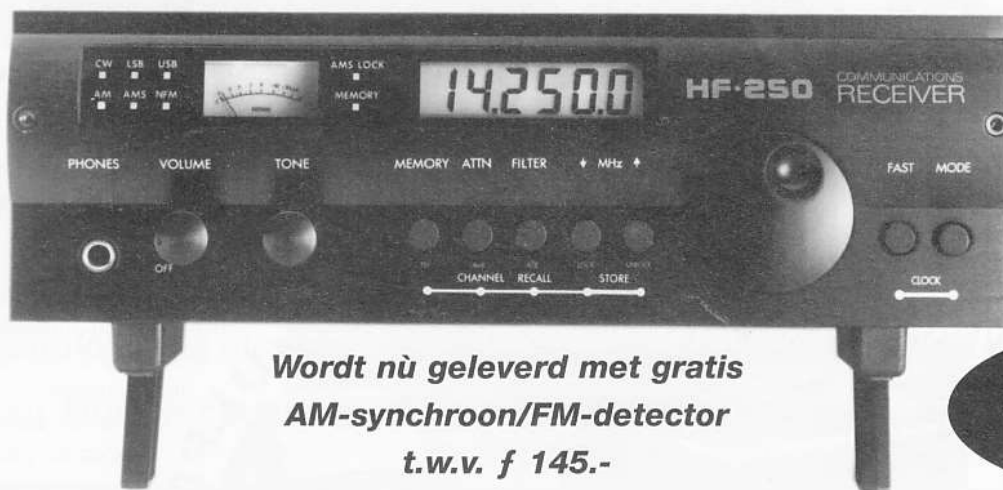 CW LSB USB
AMS LOCK
AM AMS NFM
MEMORY
14.250.0
HF·250 COMMUNICATIONS
RECEIVER
PHONES VOLUME TONE
MEMORY ATTN FILTER MHz
FAST MODE
OFF
CHANNEL RECALL STORE
CLOCK
Wordt nù geleverd met gratis
AM-synchroon/FM-detector
t.w.v. ƒ 145.-